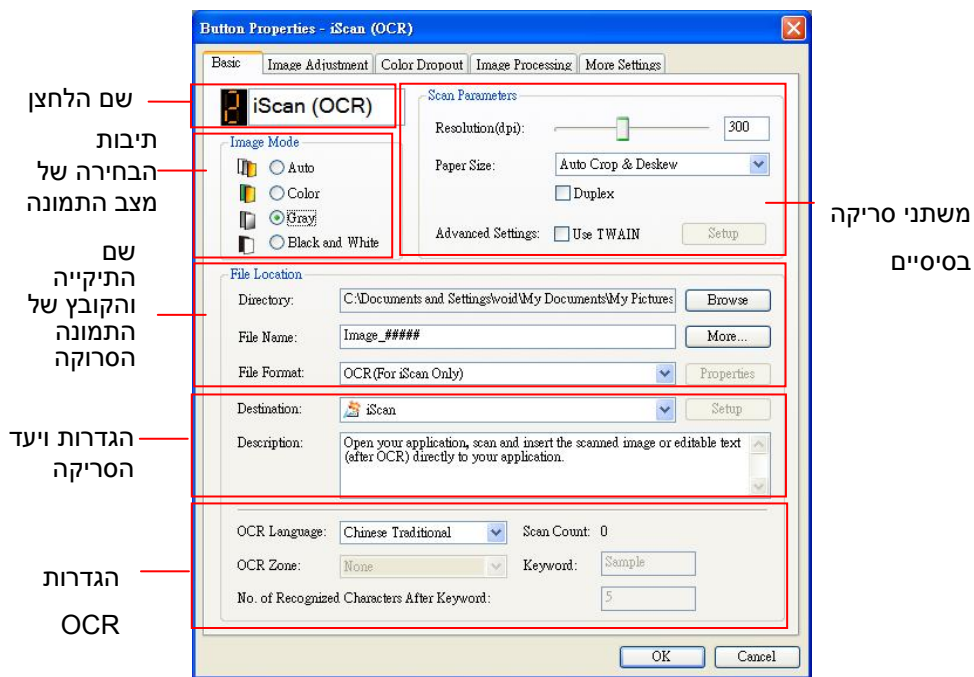 Button Properties - iScan (OCR)
Basic Image Adjustment Color Dropout Image Processing More Settings
שם הלחצן
iScan (OCR)
תיבות
הבחירה של
מצב התמונה
Image Mode
Auto
Color
Gray
Black and White
Scan Parameters
Resolution(dpi): 300
Paper Size: Auto Crop & Deskew
Duplex
Advanced Settings: Use TWAIN Setup
משתני סריקה
בסיסיים
שם
התיקייה
והקובץ של
התמונה
הסרוקה
File Location
Directory: C:\Documents and Settings\void\My Documents\My Pictures Browse
File Name: Image_##### More...
File Format: OCR(For iScan Only) Properties
הגדרות ויעד
הסריקה
Destination: iScan Setup
Description: Open your application, scan and insert the scanned image or editable text
(after OCR) directly to your application.
הגדרות
OCR
OCR Language: Chinese Traditional Scan Count: 0
OCR Zone: None Keyword: Sample
No. of Recognized Characters After Keyword: 5
OK Cancel